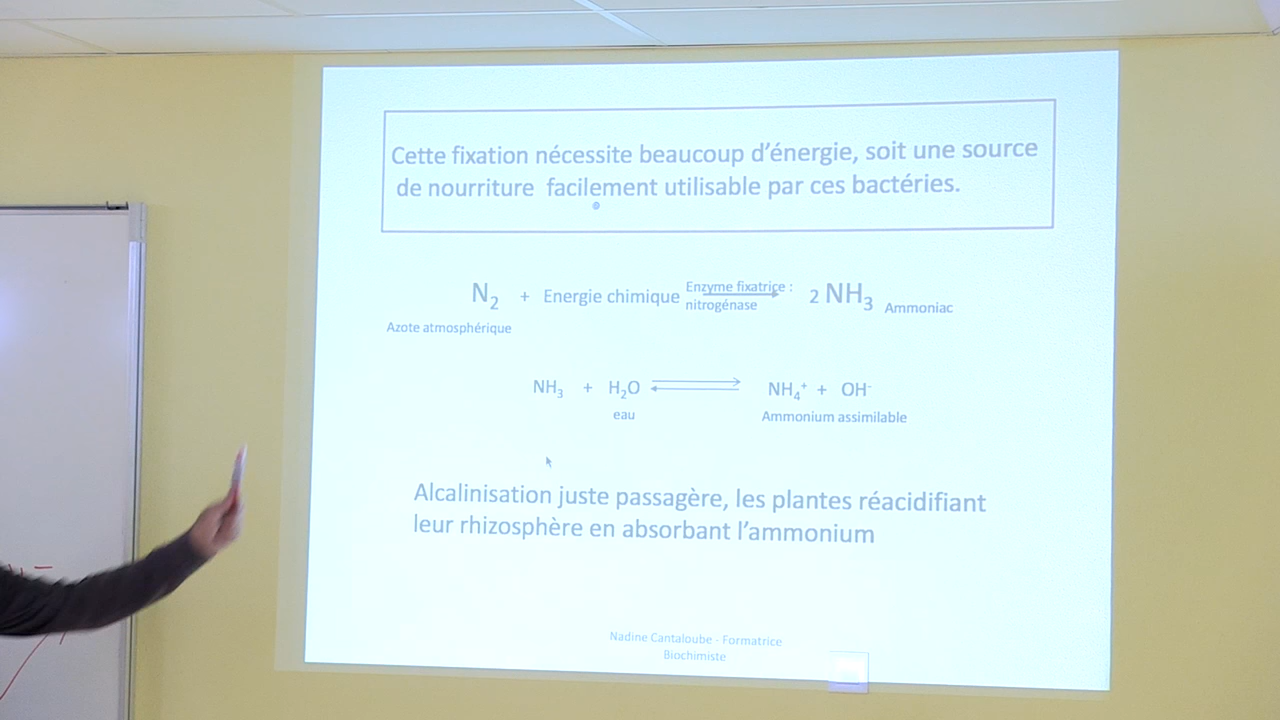 Cette fixation nécessite beaucoup d'énergie, soit une source
de nourriture facilement utilisable par ces bactéries.
N₂ + Energie chimique Enzyme fixatrice : nitrogénase → 2 NH₃ Ammoniac
Azote atmosphérique
NH₃ + H₂O ⇌ NH₄⁺ + OH⁻
eau Ammonium assimilable
Alcalinisation juste passagère, les plantes réacidifiant
leur rhizosphère en absorbant l'ammonium
Nadine Cantaloube - Formatrice
Biochimiste